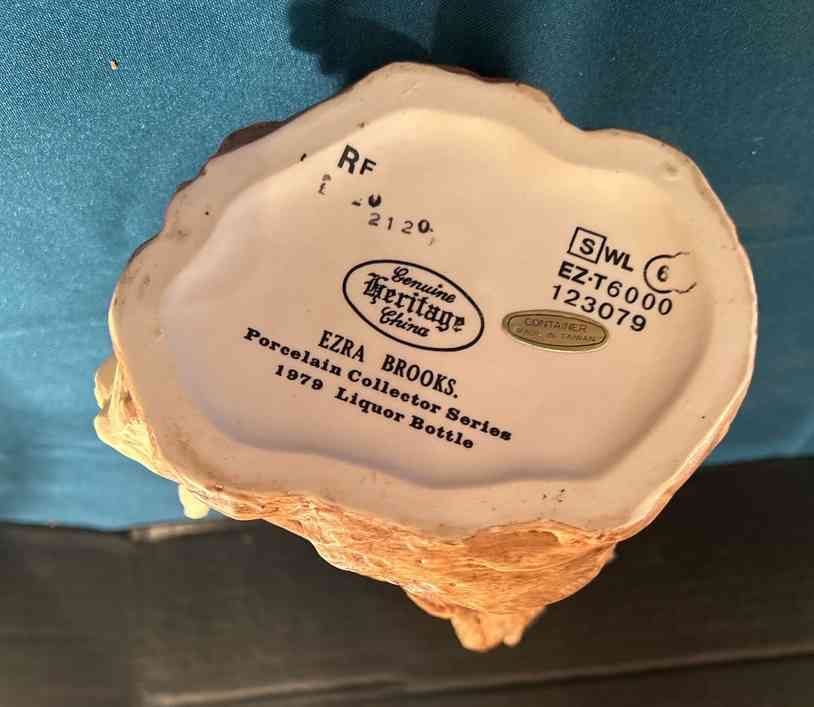 RF
2120
Genuine
Heritage
China
EZRA BROOKS.
Porcelain Collector Series
1979 Liquor Bottle
S WL 6
EZ-T6000
123079
CONTAINER
MADE IN TAIWAN